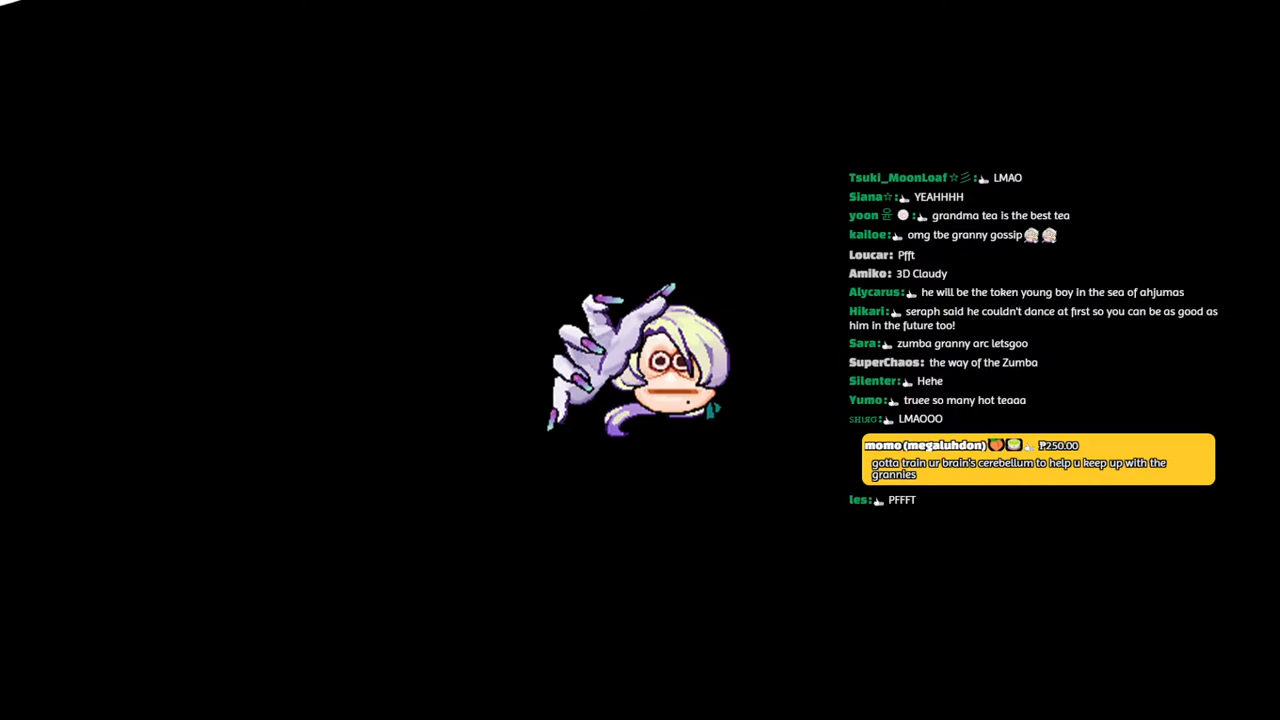 Tsuki_MoonLoaf☆彡: LMAO
Siana☆: YEAHHHH
yoon 윤: grandma tea is the best tea
kailoe: omg tbe granny gossip
Loucar: Pfft
Amiko: 3D Claudy
Alycarus: he will be the token young boy in the sea of ahjumas
Hikari: seraph said he couldn't dance at first so you can be as good as
him in the future too!
Sara: zumba granny arc letsgoo
SuperChaos: the way of the Zumba
Silenter: Hehe
Yumo: truee so many hot teaaa
sʜɪʀσ: LMAOOO
momo(megaluhdon) ₱250.00
gotta train ur brain's cerebellum to help u keep up with the
grannies
les: PFFFT